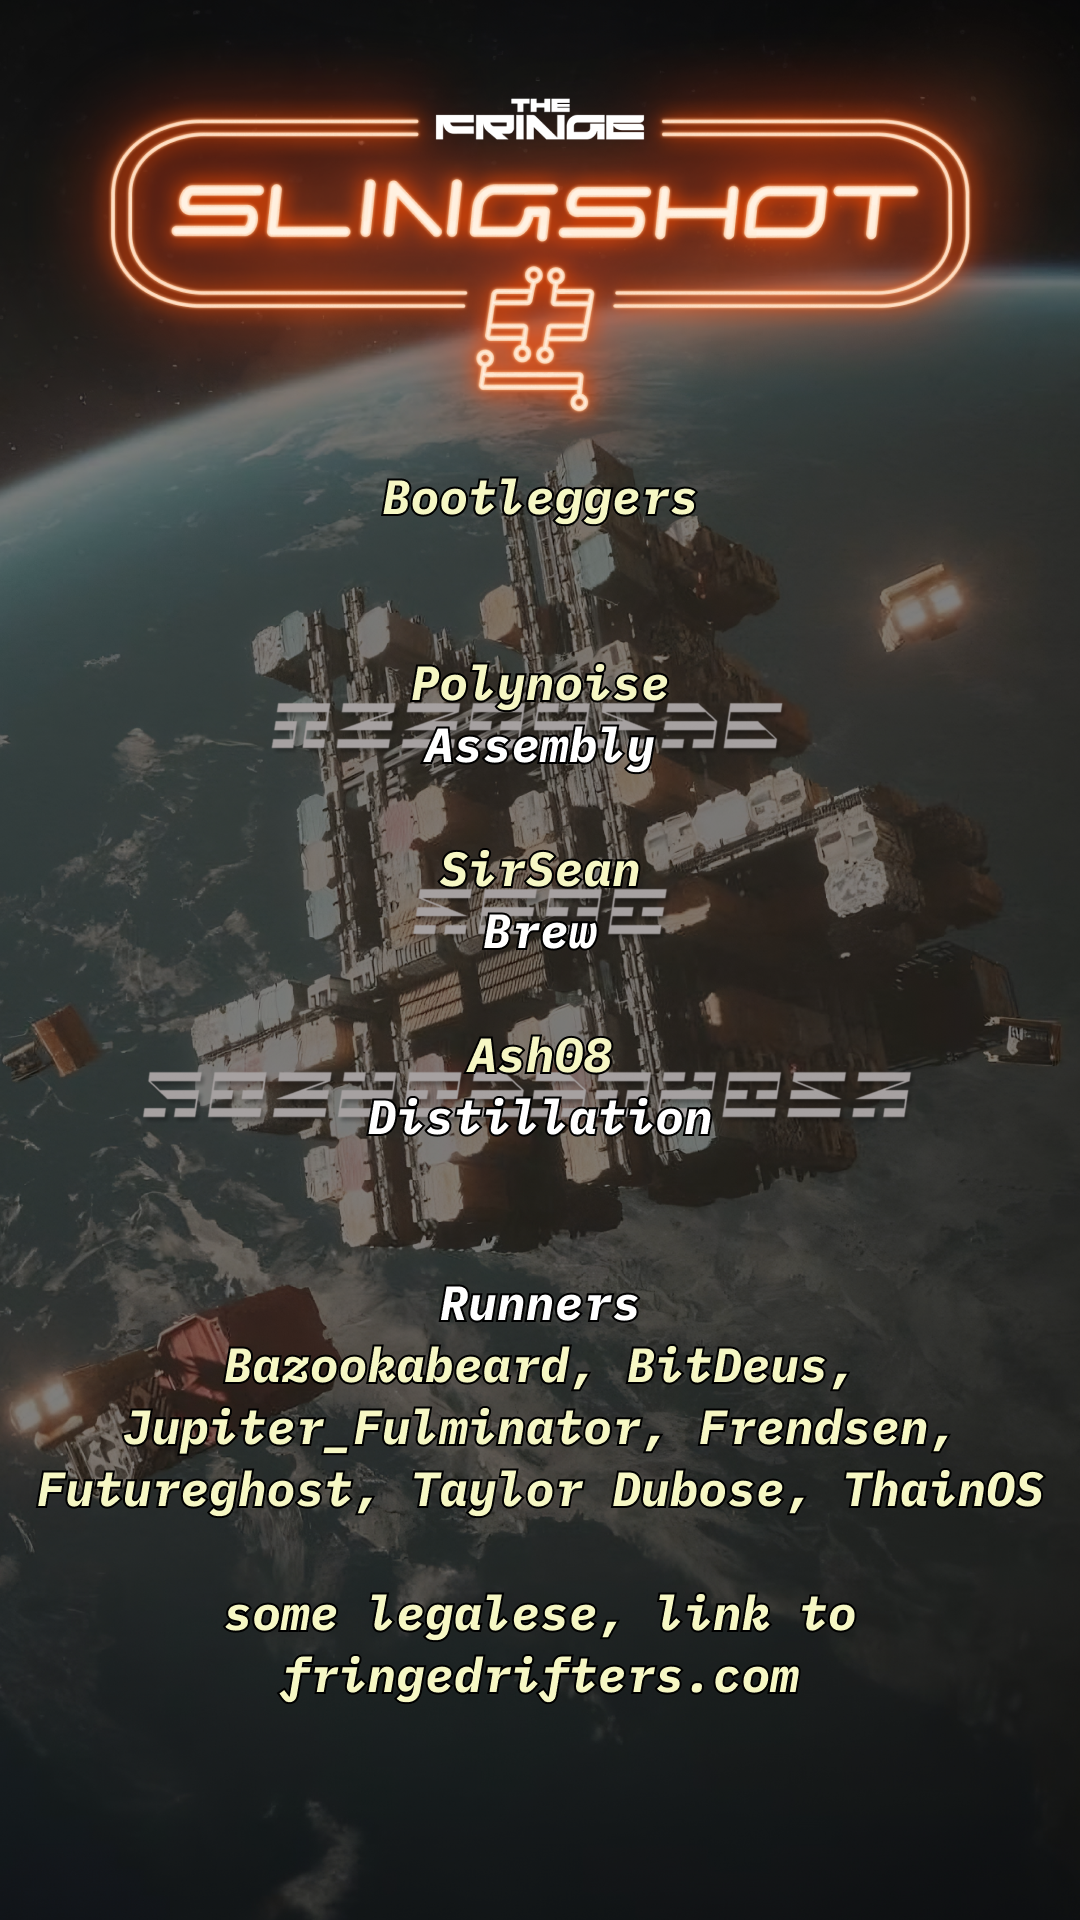 THE
FRINGE
SLINGSHOT
Bootleggers
Polynoise
Assembly
SirSean
Brew
Ash08
Distillation
Runners
Bazookabeard, BitDeus,
Jupiter_Fulminator, Frendsen,
Futureghost, Taylor Dubose, ThainOS
some legalese, link to
fringedrifters.com